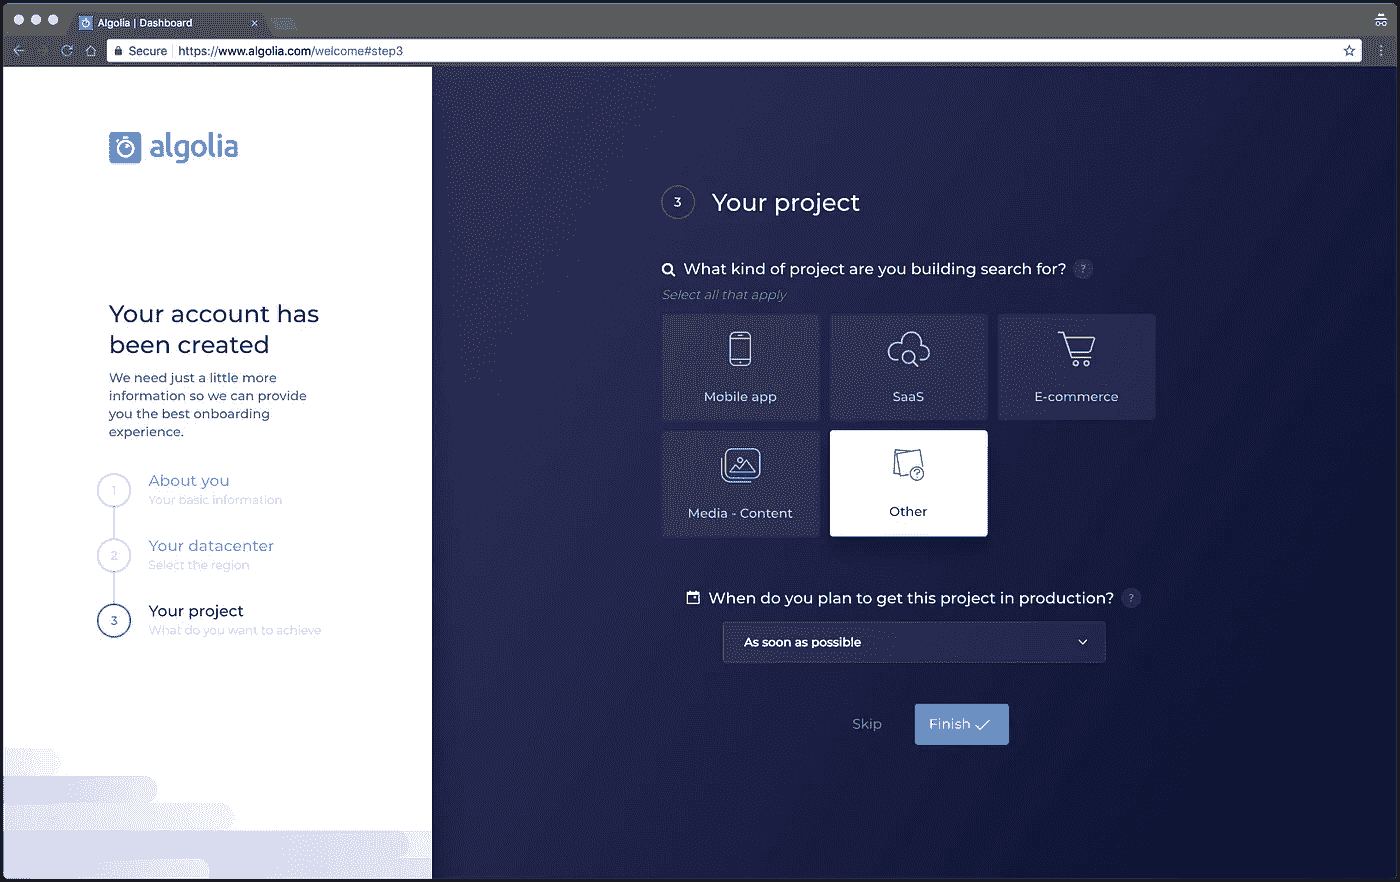 Algolia | Dashboard
Secure https://www.algolia.com/welcome#step3
algolia
Your account has
been created
We need just a little more
information so we can provide
you the best onboarding
experience.
1 About you
Your basic information
2 Your datacenter
Select the region
3 Your project
What do you want to achieve
3 Your project
What kind of project are you building search for? ?
Select all that apply
Mobile app
SaaS
E-commerce
Media - Content
Other
When do you plan to get this project in production? ?
As soon as possible
Skip
Finish